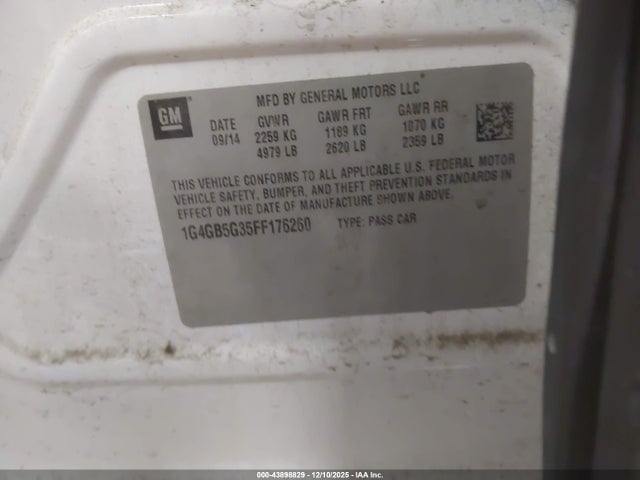 GM
MFD BY GENERAL MOTORS LLC
DATE GVWR GAWR FRT GAWR RR
09/14 2259 KG 1189 KG 1070 KG
4979 LB 2620 LB 2359 LB
THIS VEHICLE CONFORMS TO ALL APPLICABLE U.S. FEDERAL MOTOR
VEHICLE SAFETY, BUMPER, AND THEFT PREVENTION STANDARDS IN
EFFECT ON THE DATE OF MANUFACTURE SHOWN ABOVE.
1G4GB5G35FF176260 TYPE: PASS CAR
000-43898829 - 12/10/2025 - IAA Inc.